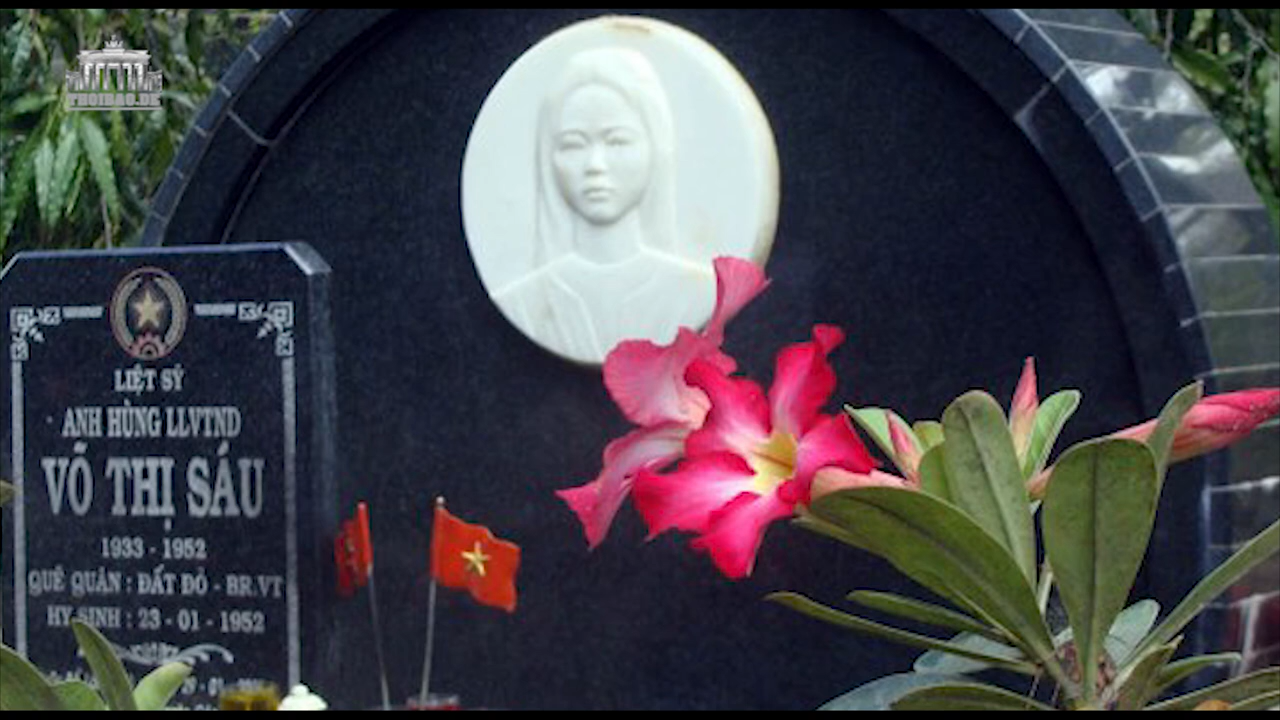 THOIBAO.DE
LIỆT SỸ
ANH HÙNG LLVTND
VÕ THỊ SÁU
1933 - 1952
QUÊ QUÁN : ĐẤT ĐỎ - BR.VT
HY SINH : 23 - 01 - 1952